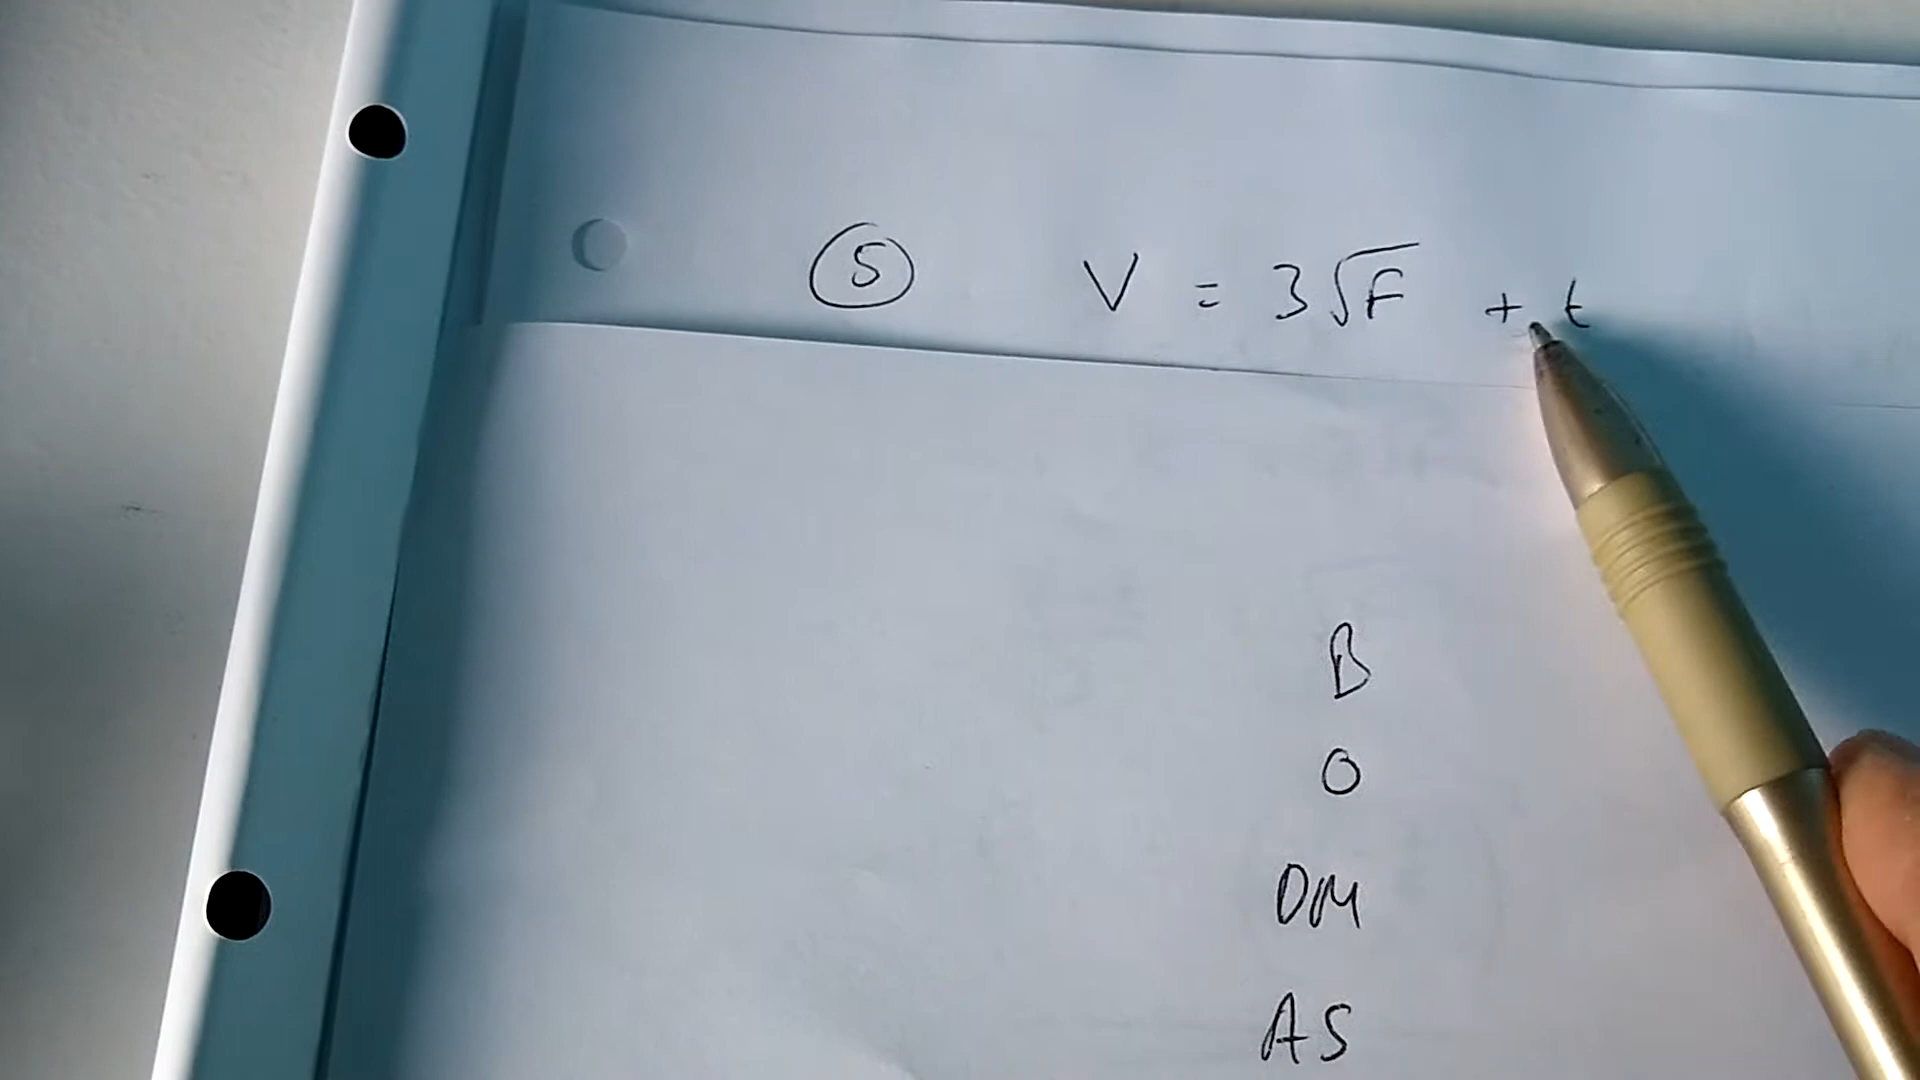 ⑤ V = 3√F + t
B
O
DM
AS